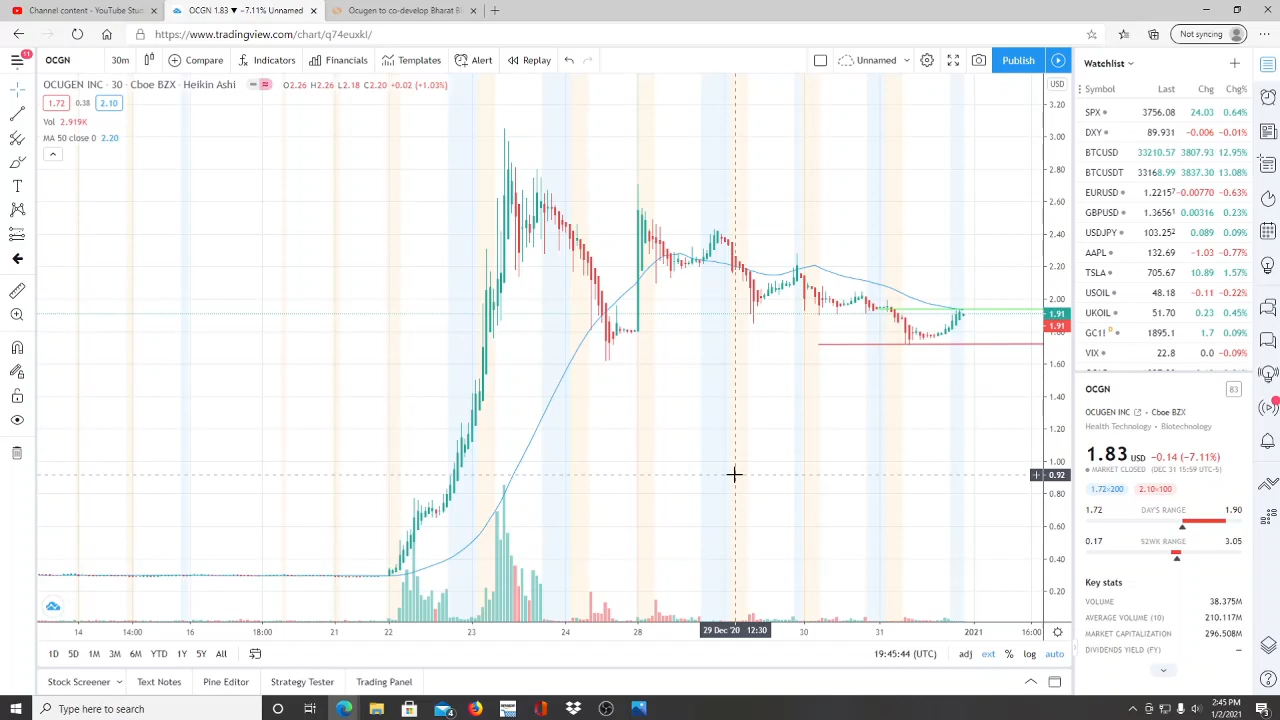 Channel content - YouTube Studio
OCGN 1.83 ▼ −7.11% Unnamed
Ocugen to co-develop Bharat Bi
https://www.tradingview.com/chart/q74euxkl/
Not syncing
11
OCGN
30m
Compare
Indicators
Financials
Templates
Alert
Replay
Unnamed
Publish
OCUGEN INC · 30 · Cboe BZX · Heikin Ashi
O2.26 H2.26 L2.1 C2.20 +0.02 (+1.03%)
1.72 0.38 2.10
Vol 2.919K
MA 50 close 0 2.20
USD
3.20
3.00
2.80
2.60
2.40
2.20
2.00
1.91
1.91
1.80
1.60
1.40
1.20
1.00
0.92
0.80
0.60
0.40
0.20
14 14:00 16 18:00 21 22 23 24 28 29 Dec '20 12:30 30 31 2021 16:00
1D 5D 1M 3M 6M YTD 1Y 5Y All
19:45:44 (UTC) adj ext % log auto
Stock Screener Text Notes Pine Editor Strategy Tester Trading Panel
Watchlist
Symbol Last Chg Chg%
SPX 3756.08 24.03 0.64%
DXY 89.931 −0.006 −0.01%
BTCUSD 33210.57 3807.93 12.95%
BTCUSDT 33168.99 3837.30 13.08%
EURUSD 1.22157 −0.00770 −0.63%
GBPUSD 1.36561 0.00316 0.23%
USDJPY 103.252 0.089 0.09%
AAPL 132.69 −1.03 −0.77%
TSLA 705.67 10.89 1.57%
USOIL 48.18 −0.11 −0.22%
UKOIL 51.70 0.23 0.45%
GC1! D 1895.1 1.7 0.09%
VIX 22.8 0.0 −0.09%
OCGN
83
OCUGEN INC · Cboe BZX
Health Technology · Biotechnology
1.83 USD −0.14 (−7.11%)
MARKET CLOSED (DEC 31 15:59 UTC-5)
1.72×200 2.10×100
1.72 DAY'S RANGE 1.90
0.17 52WK RANGE 3.05
Key stats
VOLUME 38.375M
AVERAGE VOLUME (10) 210.117M
MARKET CAPITALIZATION 296.508M
DIVIDENDS YIELD (FY) —
Type here to search
4
2:45 PM
1/2/2021